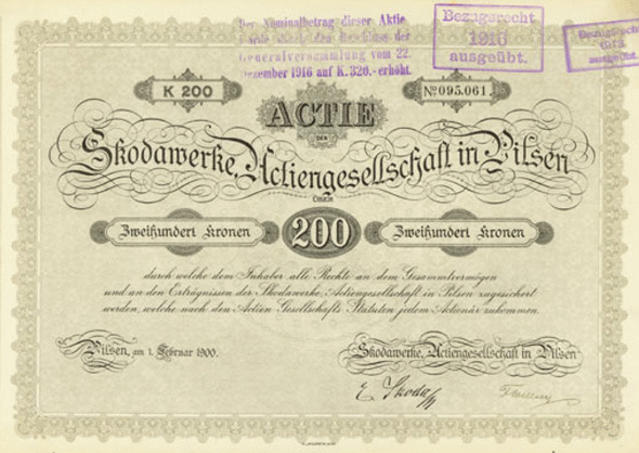 Der Nominalbetrag dieser Aktie
der
Generalversammlung vom 22.
Dezember 1916 auf K. 320.- erhöht.
Bezugsrecht
1916
ausgeübt.
Bezugsrecht
ausgeübt.
K 200
No 095,061.
ACTIE
DER
Skodawerke, Actiengesellschaft in Pilsen
ÜBER
Zweihundert Kronen
200
Zweihundert Kronen
durch welche dem Inhaber alle Rechte an dem Gesammtvermögen
und an den Erträgnissen der Skodawerke, Actiengesellschaft in Pilsen zugesichert
werden, welche nach den Actien Gesellschafts Statuten jedem Actionär zukommen.
Pilsen, am 1. Februar 1900.
Skodawerke, Actiengesellschaft in Pilsen
E. Skoda